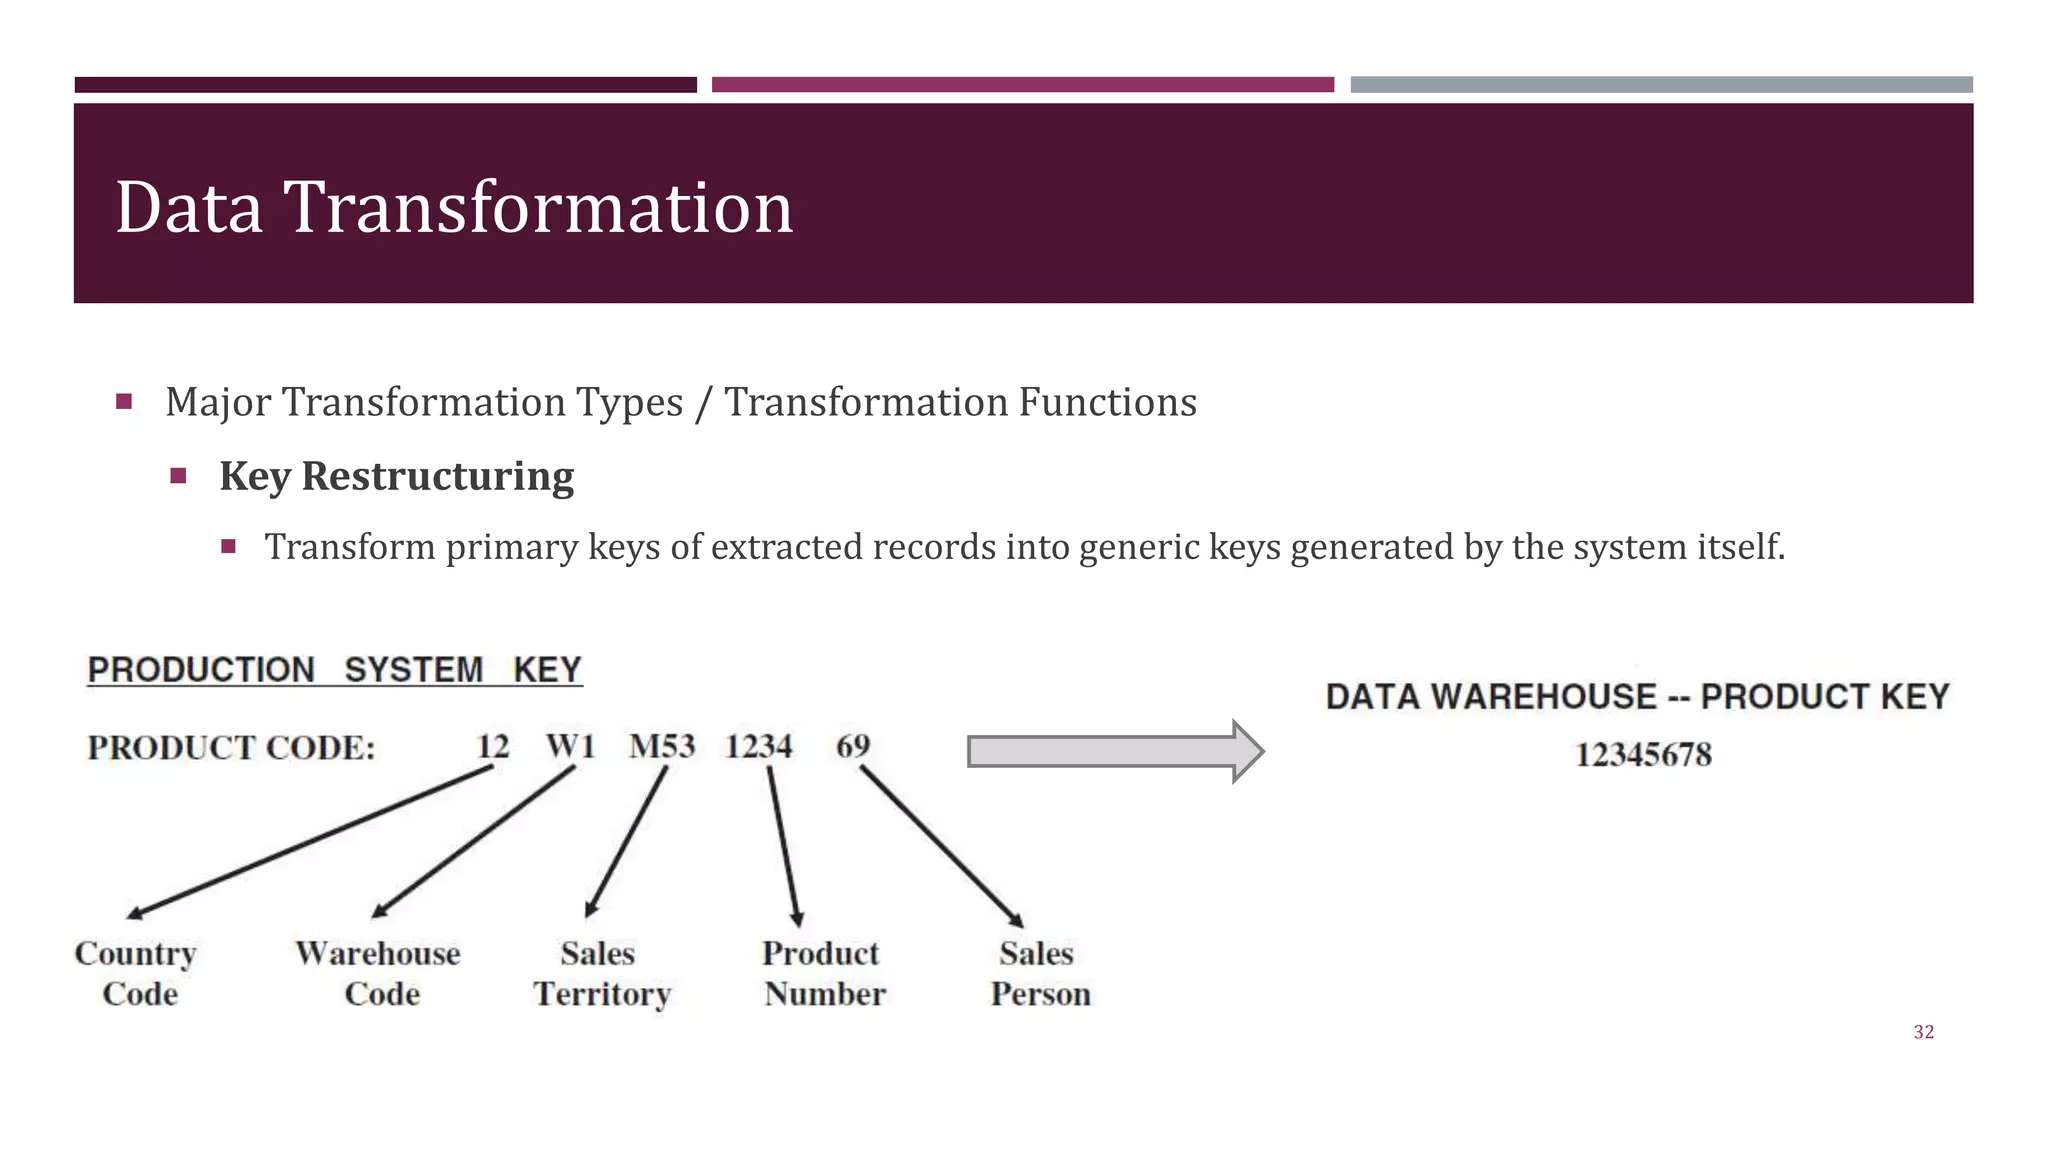 Data Transformation
Major Transformation Types / Transformation Functions
Key Restructuring
Transform primary keys of extracted records into generic keys generated by the system itself.
PRODUCTION SYSTEM KEY
DATA WAREHOUSE -- PRODUCT KEY
PRODUCT CODE: 12 W1 M53 1234 69
12345678
Country Code
Warehouse Code
Sales Territory
Product Number
Sales Person
32